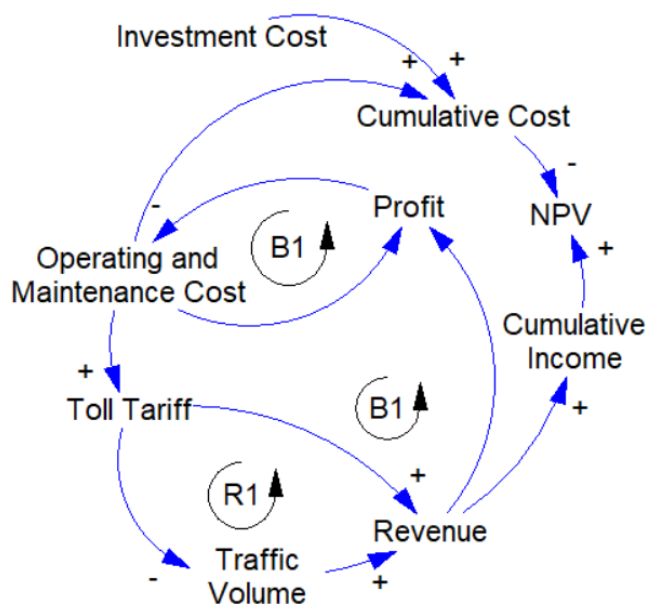 Investment Cost
+ +
Cumulative Cost
-
-
Profit
NPV
B1
+
Operating and
Maintenance Cost
Cumulative
Income
+
Toll Tariff
B1
+
+
R1
Revenue
Traffic
Volume
-
+